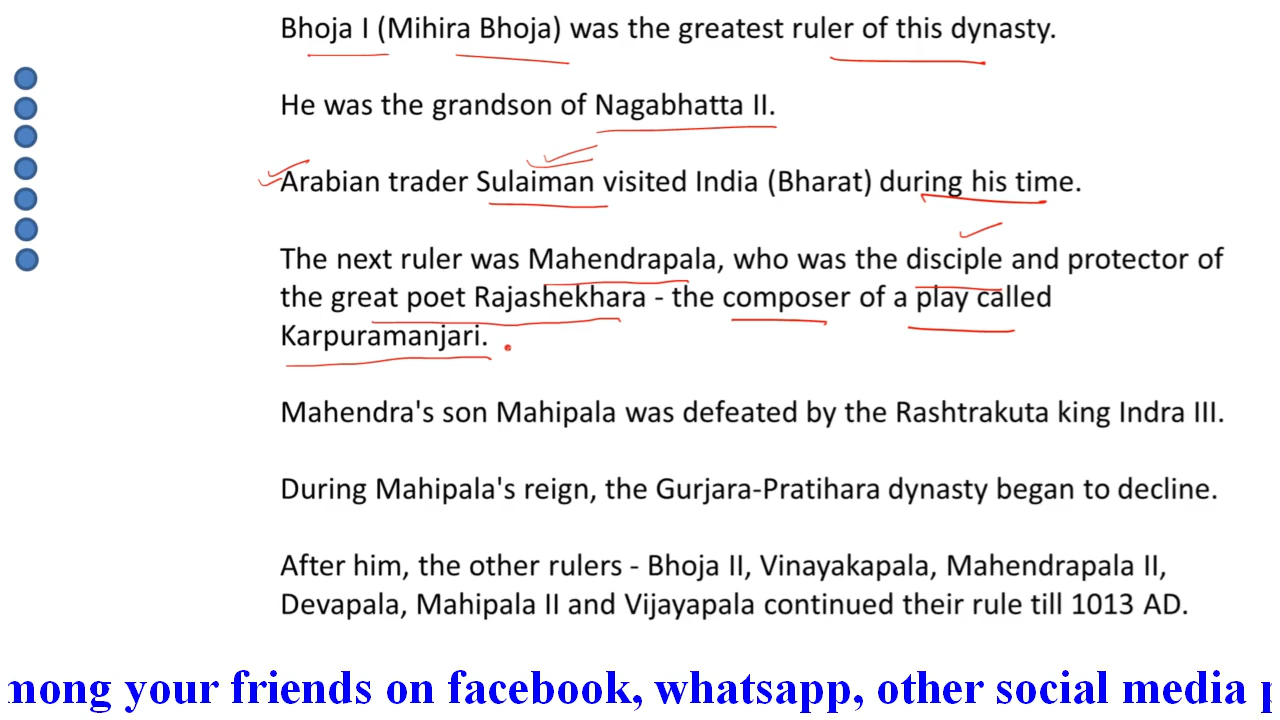 Bhoja I (Mihira Bhoja) was the greatest ruler of this dynasty.
He was the grandson of Nagabhatta II.
Arabian trader Sulaiman visited India (Bharat) during his time.
The next ruler was Mahendrapala, who was the disciple and protector of
the great poet Rajashekhara - the composer of a play called
Karpuramanjari.
Mahendra's son Mahipala was defeated by the Rashtrakuta king Indra III.
During Mahipala's reign, the Gurjara-Pratihara dynasty began to decline.
After him, the other rulers - Bhoja II, Vinayakapala, Mahendrapala II,
Devapala, Mahipala II and Vijayapala continued their rule till 1013 AD.
your friends on facebook, whatsapp, other social media